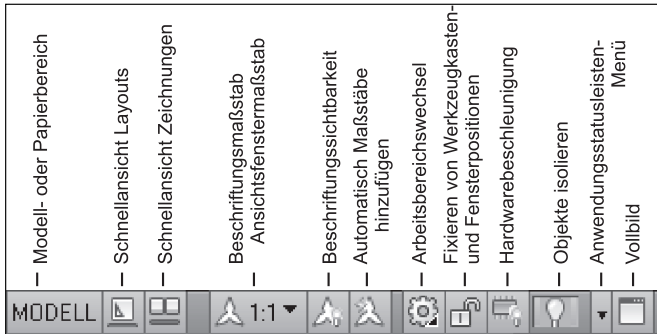 Modell- oder Papierbereich
Schnellansicht Layouts
Schnellansicht Zeichnungen
Beschriftungsmaßstab
Ansichtsfenstermaßstab
Beschriftungssichtbarkeit
Automatisch Maßstäbe
hinzufügen
Arbeitsbereichswechsel
Fixieren von Werkzeugkasten-
und Fensterpositionen
Hardwarebeschleunigung
Objekte isolieren
Anwendungsstatusleisten-
Menü
Vollbild
MODELL
1:1